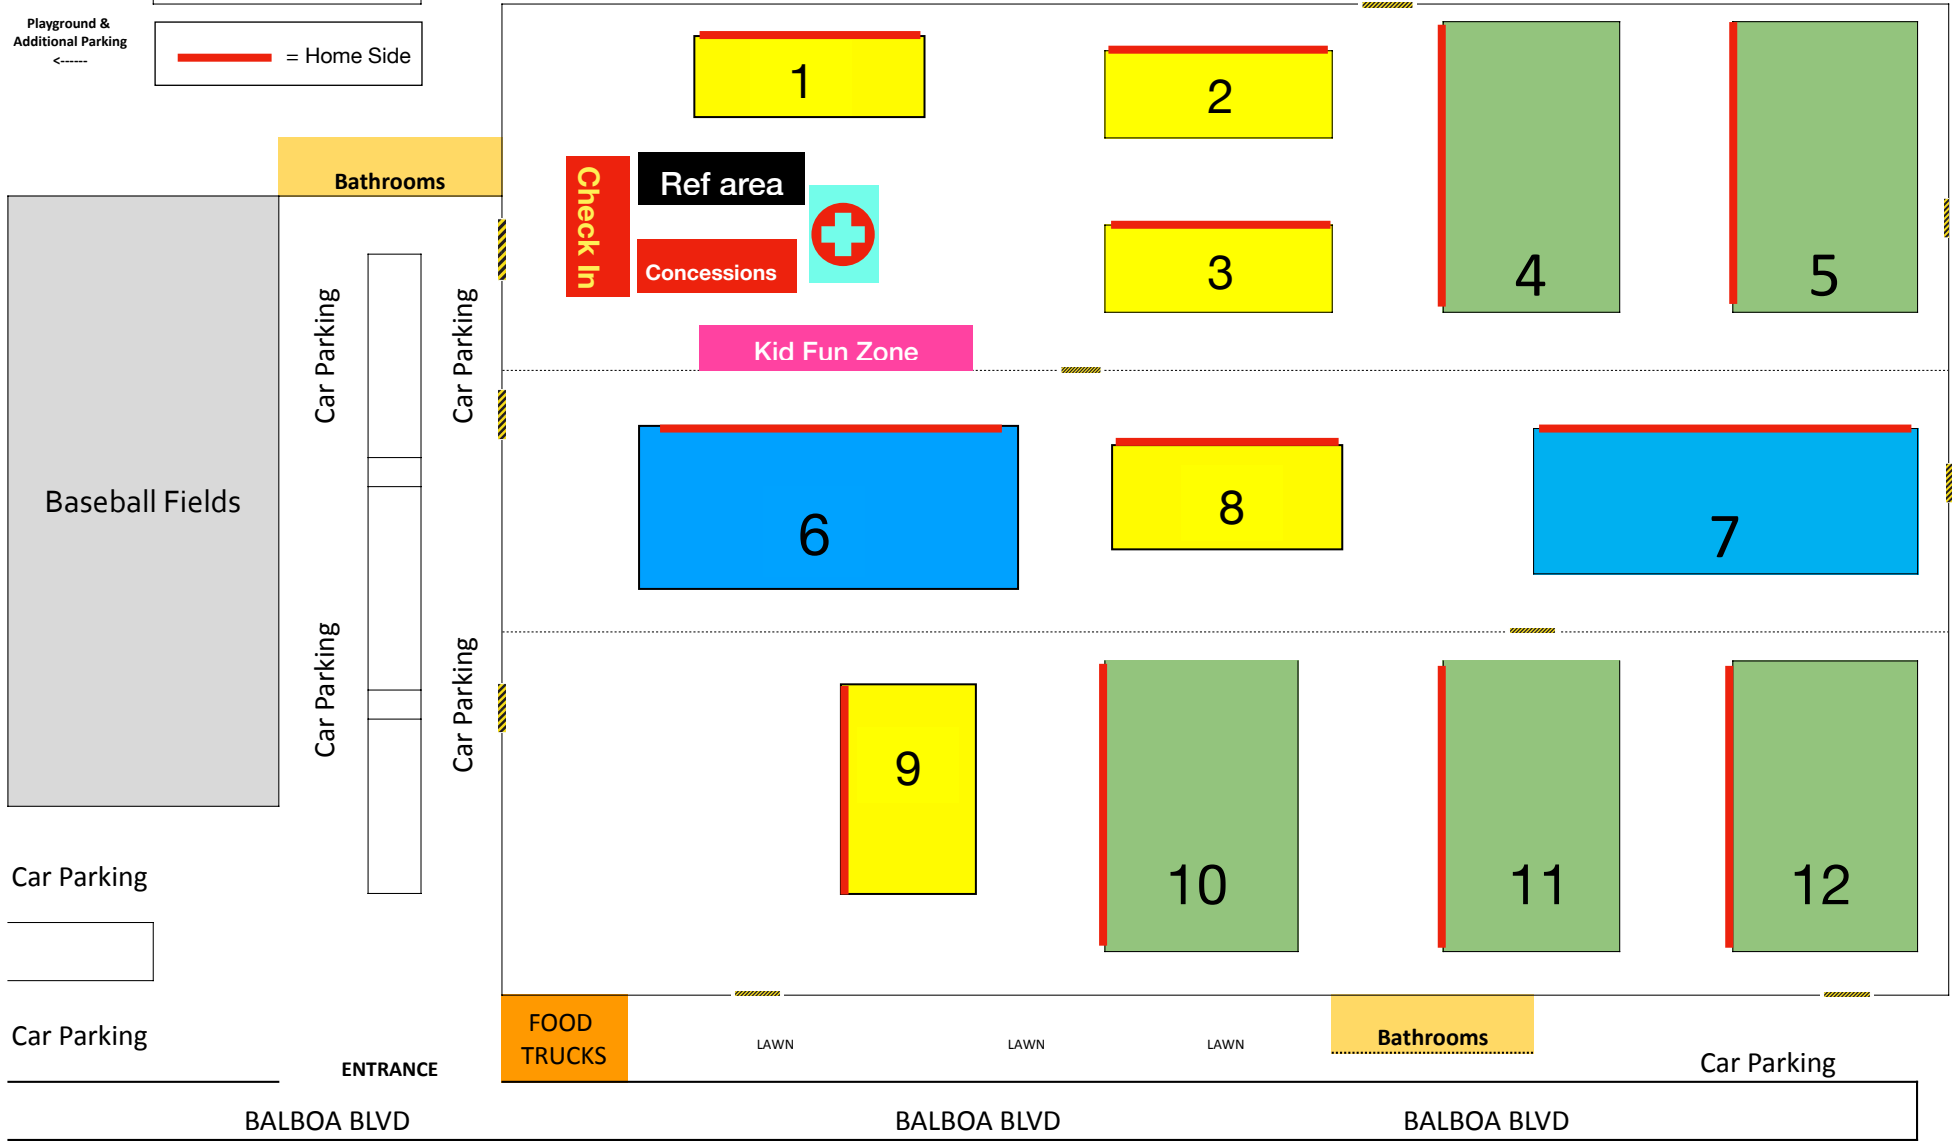 Playground &
Additional Parking
<------
= Home Side
1
2
Bathrooms
Check In
Ref area
Concessions
3
4
5
Kid Fun Zone
Car Parking
Car Parking
Baseball Fields
6
8
7
Car Parking
Car Parking
9
10
11
12
Car Parking
Car Parking
ENTRANCE
FOOD
TRUCKS
LAWN
LAWN
LAWN
Bathrooms
Car Parking
BALBOA BLVD
BALBOA BLVD
BALBOA BLVD